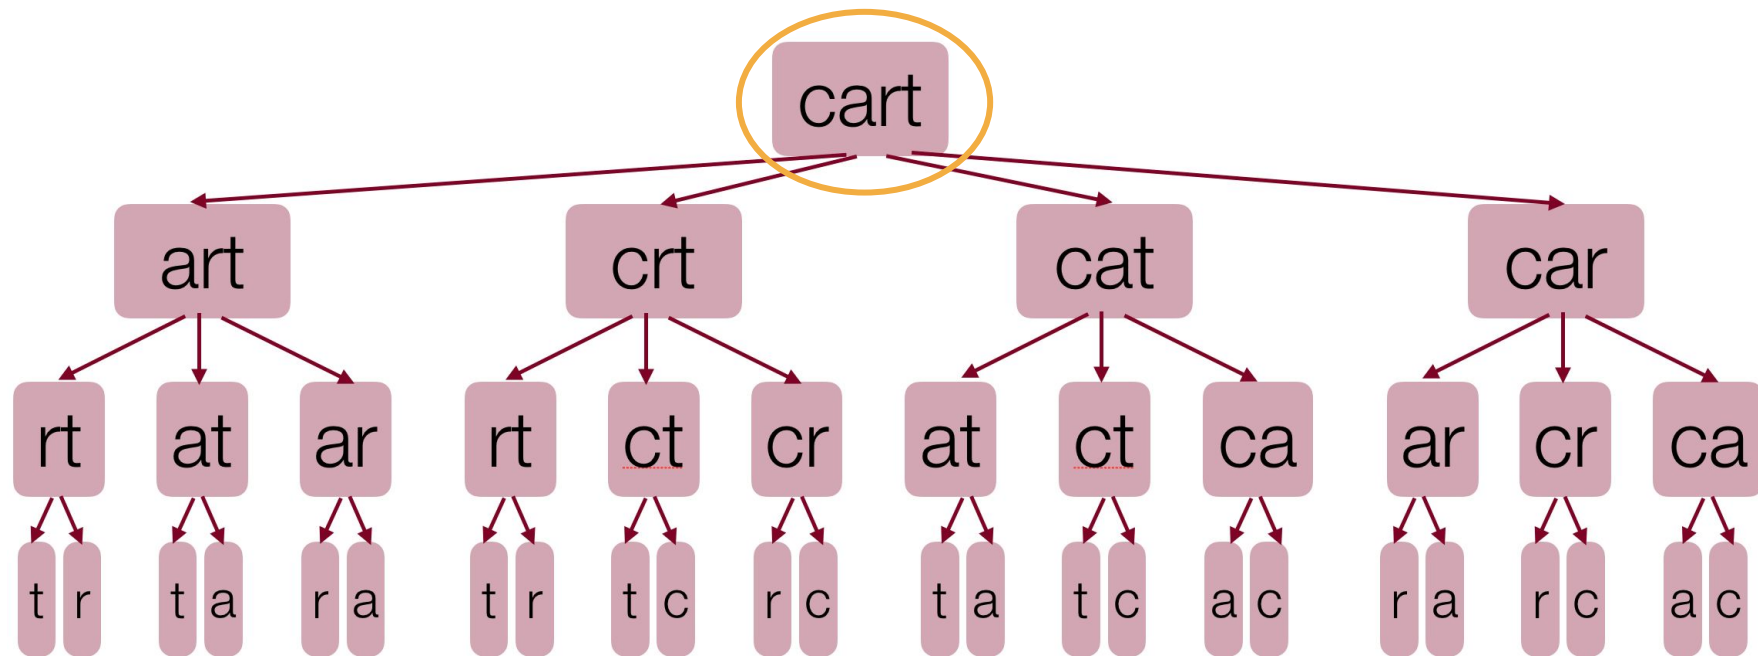 cart
art crt cat car
rt at ar rt ct cr at ct ca ar cr ca
t r t a r a t r t c r c t a t c a c r a r c a c